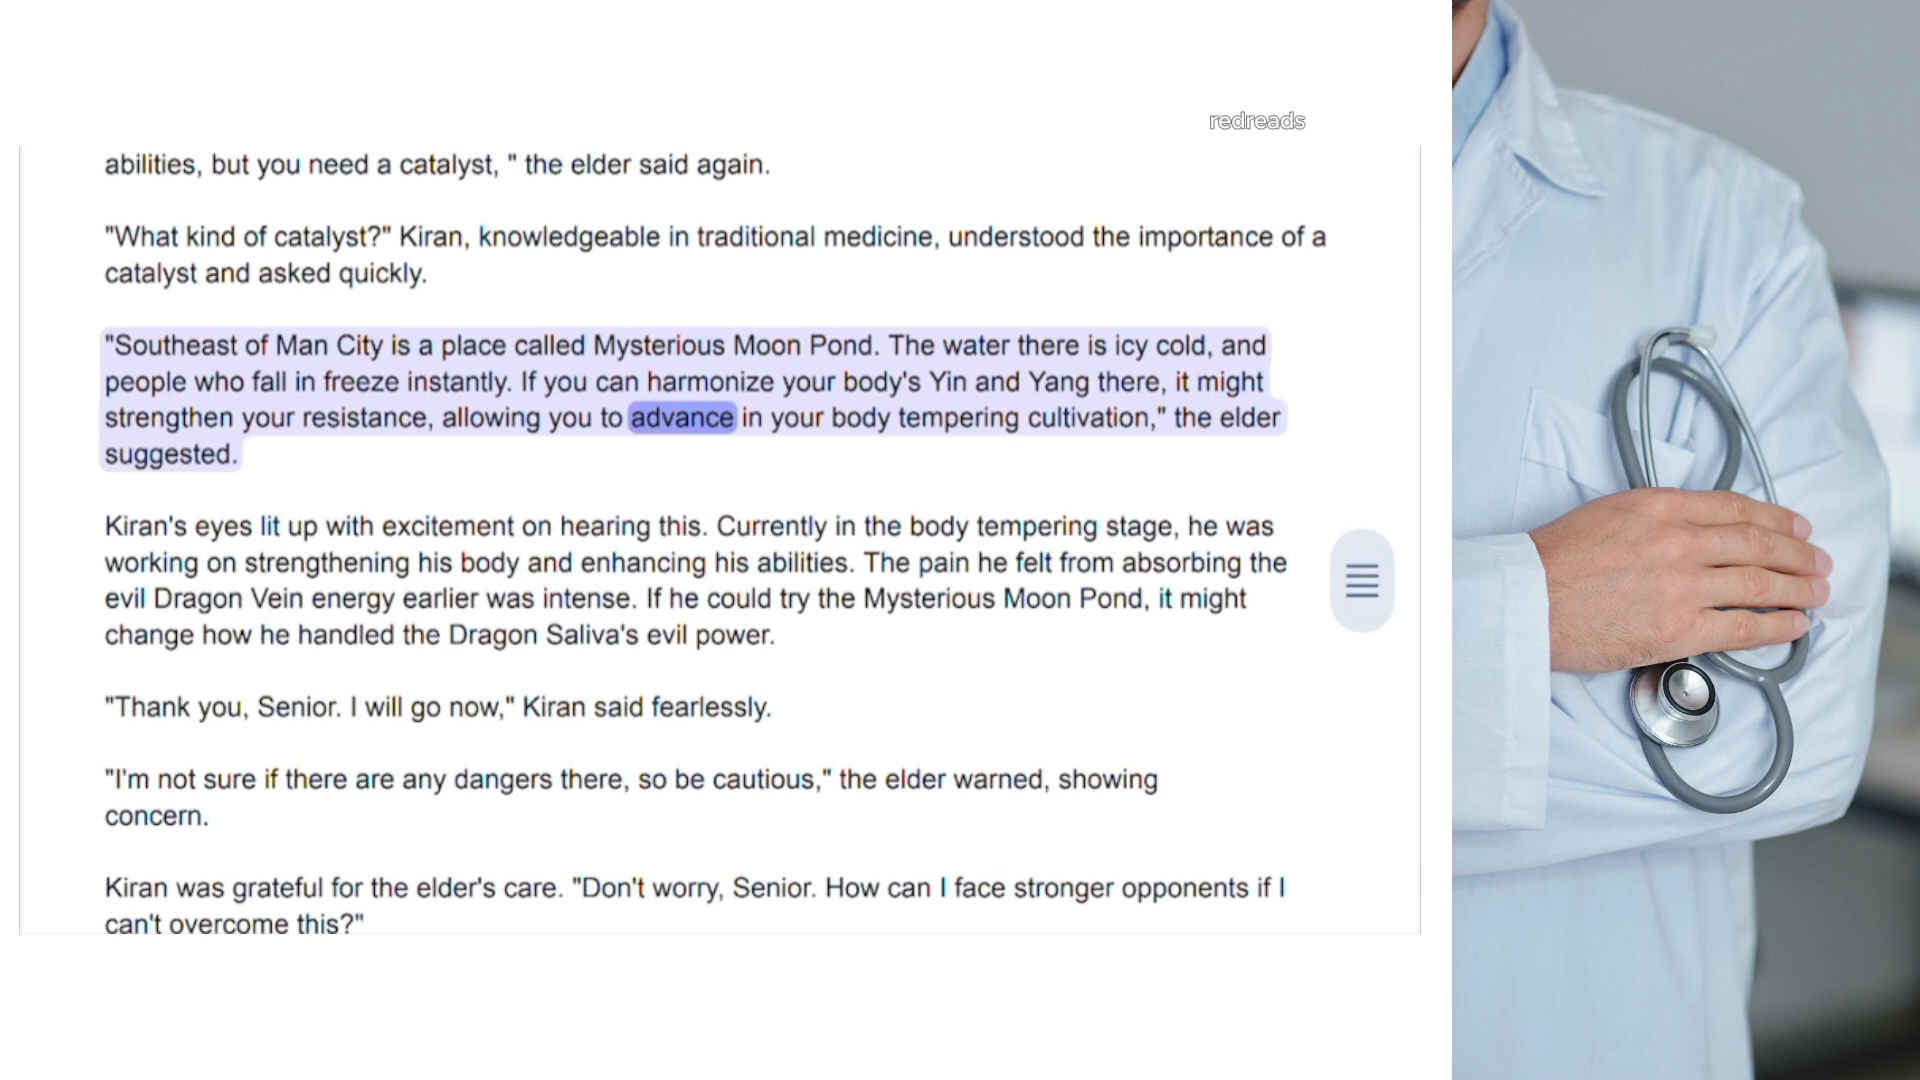 redreads
abilities, but you need a catalyst, " the elder said again.
"What kind of catalyst?" Kiran, knowledgeable in traditional medicine, understood the importance of a
catalyst and asked quickly.
"Southeast of Man City is a place called Mysterious Moon Pond. The water there is icy cold, and
people who fall in freeze instantly. If you can harmonize your body's Yin and Yang there, it might
strengthen your resistance, allowing you to advance in your body tempering cultivation," the elder
suggested.
Kiran's eyes lit up with excitement on hearing this. Currently in the body tempering stage, he was
working on strengthening his body and enhancing his abilities. The pain he felt from absorbing the
evil Dragon Vein energy earlier was intense. If he could try the Mysterious Moon Pond, it might
change how he handled the Dragon Saliva's evil power.
"Thank you, Senior. I will go now," Kiran said fearlessly.
"I'm not sure if there are any dangers there, so be cautious," the elder warned, showing
concern.
Kiran was grateful for the elder's care. "Don't worry, Senior. How can I face stronger opponents if I
can't overcome this?"